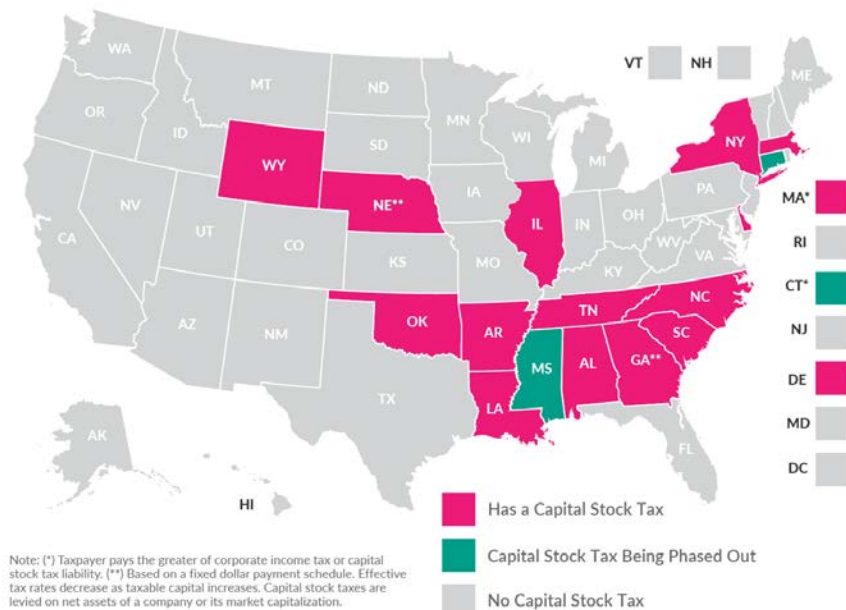 WA
MT
ND
MN
VT
NH
ME
OR
ID
SD
WI
MI
NY
WY
IA
PA
MA*
NE**
NV
UT
IL
IN
OH
RI
CA
CO
WV
VA
KS
MO
KY
CT*
TN
NC
NJ
OK
AR
SC
AZ
NM
MS
AL
GA**
DE
TX
LA
MD
AK
FL
DC
HI
Has a Capital Stock Tax
Capital Stock Tax Being Phased Out
No Capital Stock Tax
Note: (*) Taxpayer pays the greater of corporate income tax or capital
stock tax liability. (**) Based on a fixed dollar payment schedule. Effective
tax rates decrease as taxable capital increases. Capital stock taxes are
levied on net assets of a company or its market capitalization.